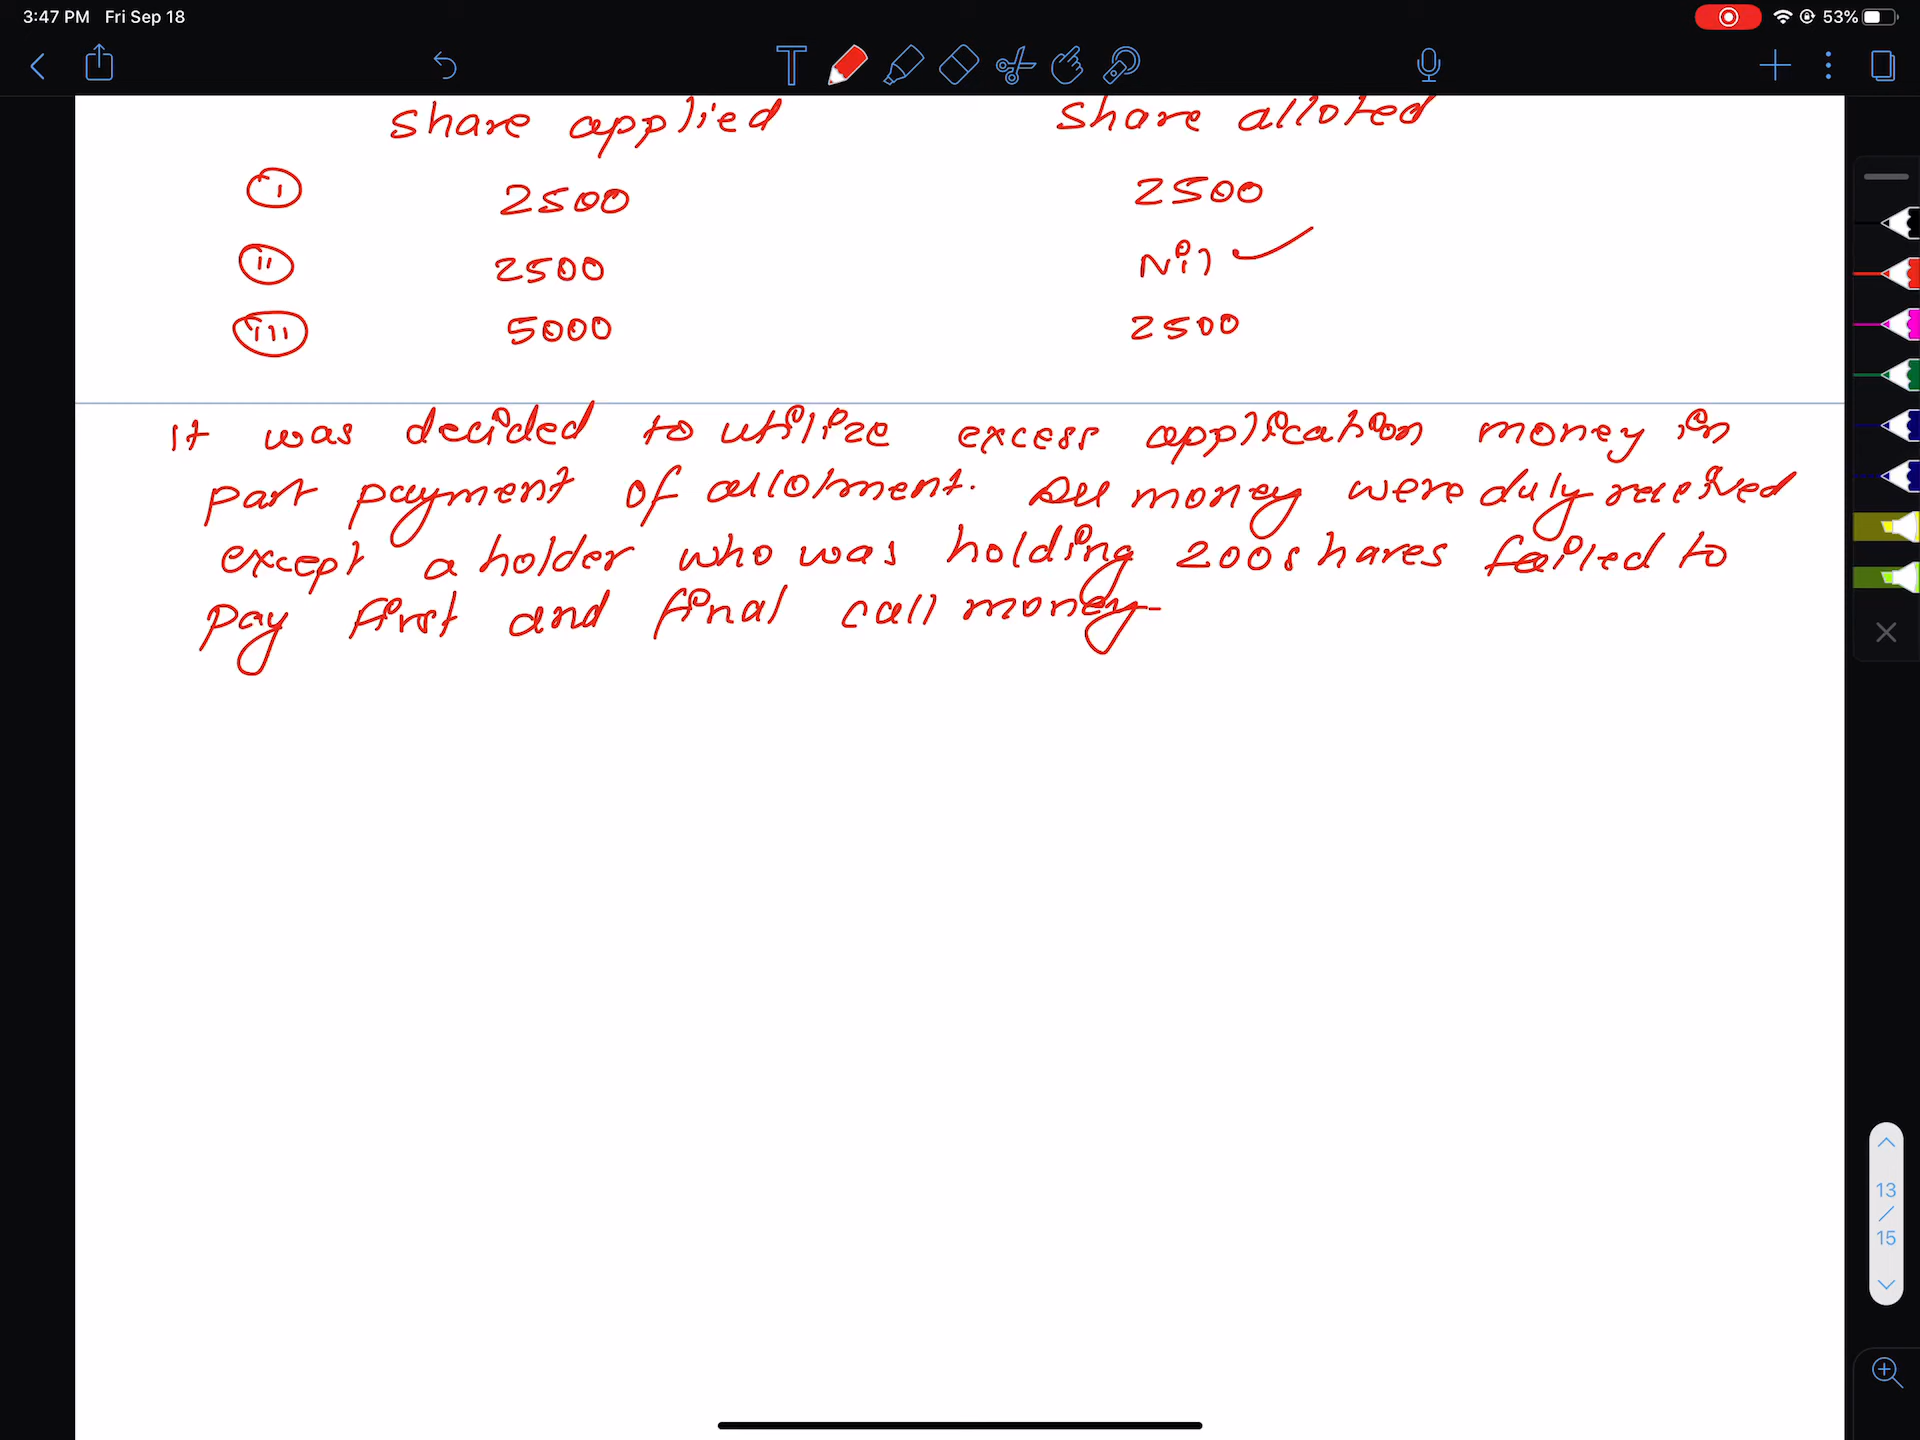 3:47 PM Fri Sep 18 53%
T
Share applied Share alloted
i 2500 2500
ii 2500 Nil
iii 5000 2500
It was decided to utilize excess application money in
part payment of allotment. All money were duly received
except a holder who was holding 200 shares failed to
pay first and final call money
13
/
15